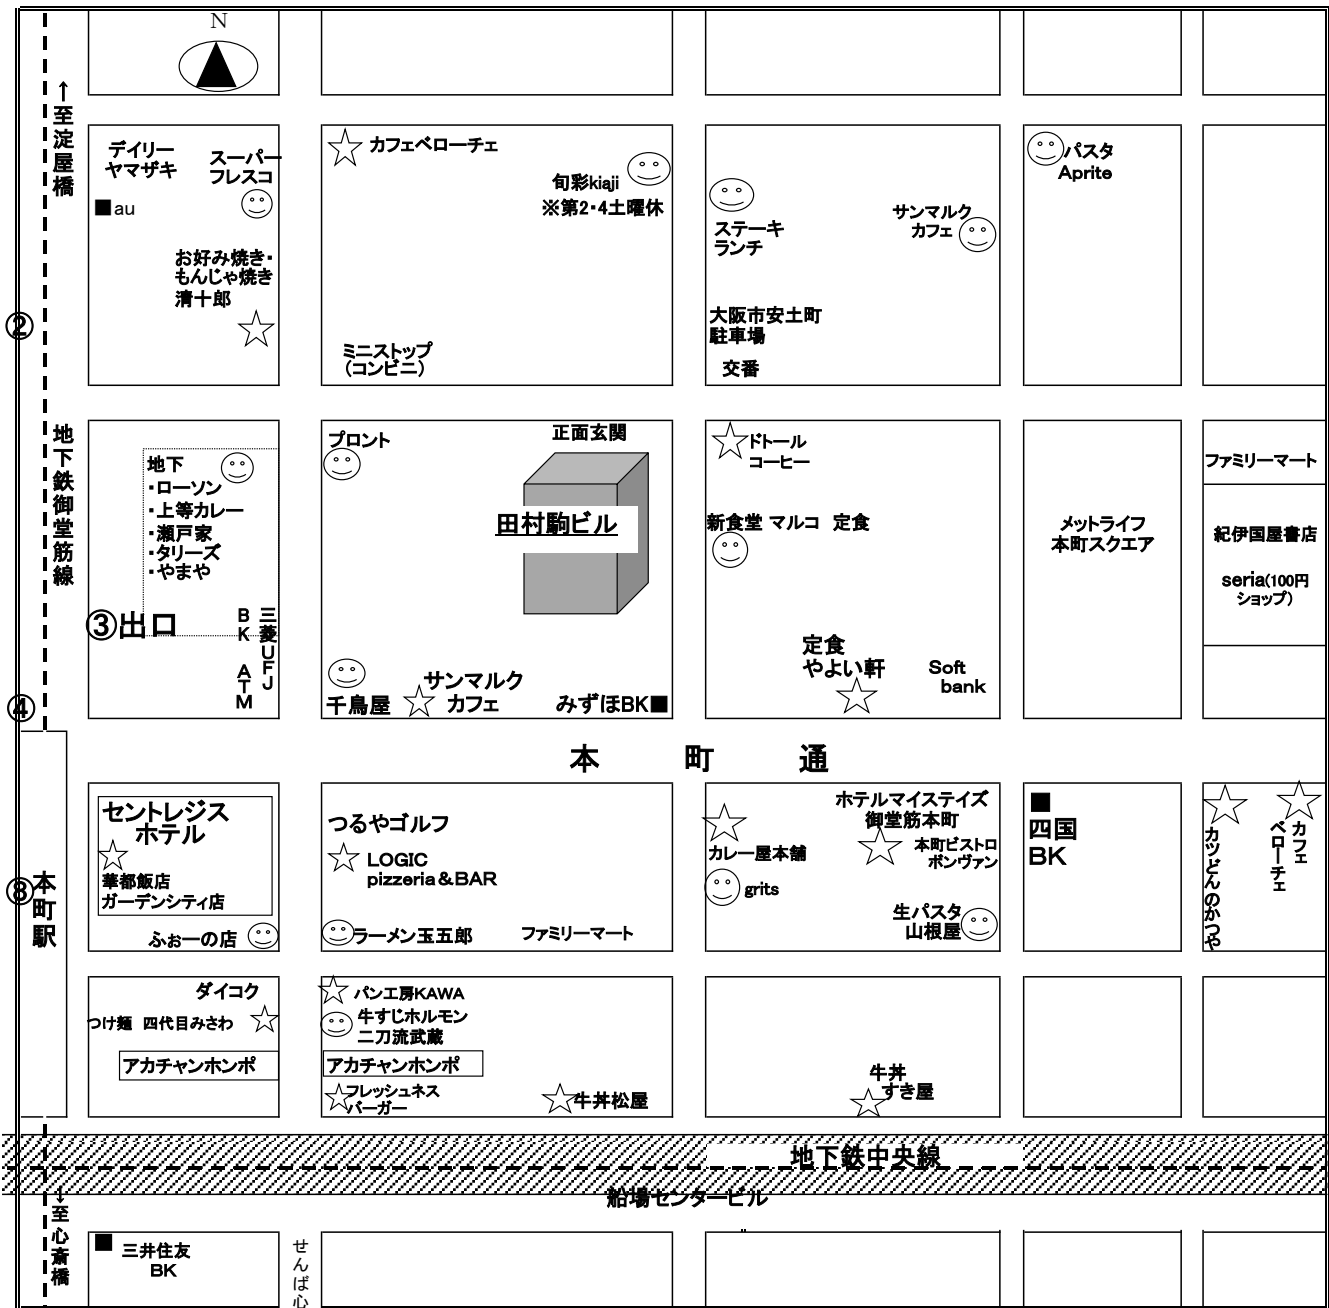 N
↑至淀屋橋
デイリー
ヤマザキ
スーパー
フレスコ
■au
お好み焼き・
もんじゃ焼き
清十郎
カフェベローチェ
旬彩kiaji
※第2・4土曜休
ミニストップ
(コンビニ)
ステーキ
ランチ
サンマルク
カフェ
大阪市安土町
駐車場
交番
パスタ
Aprite
②
地下鉄御堂筋線
地下
・ローソン
・上等カレー
・瀬戸家
・タリーズ
・やまや
③出口
三菱UFJ
BK ATM
プロント
正面玄関
田村駒ビル
千鳥屋
サンマルク
カフェ
みずほBK■
ドトール
コーヒー
新食堂 マルコ 定食
定食
やよい軒
Soft
bank
メットライフ
本町スクエア
ファミリーマート
紀伊国屋書店
seria(100円
ショップ)
④
本町通
⑧
本町駅
セントレジス
ホテル
華都飯店
ガーデンシティ店
ふぉーの店
つるやゴルフ
LOGIC
pizzeria&BAR
ラーメン玉五郎
ファミリーマート
カレー屋本舗
grits
ホテルマイステイズ
御堂筋本町
本町ビストロ
ボンヴァン
生パスタ
山根屋
■
四国
BK
カツどんのかつや
カフェ
ベローチェ
ダイコク
つけ麺 四代目みさわ
アカチャンホンポ
パン工房KAWA
牛すじホルモン
二刀流武蔵
アカチャンホンポ
フレッシュネス
バーガー
牛丼松屋
牛丼
すき屋
地下鉄中央線
船場センタービル
↓至心斎橋
■
三井住友
BK
せんば心